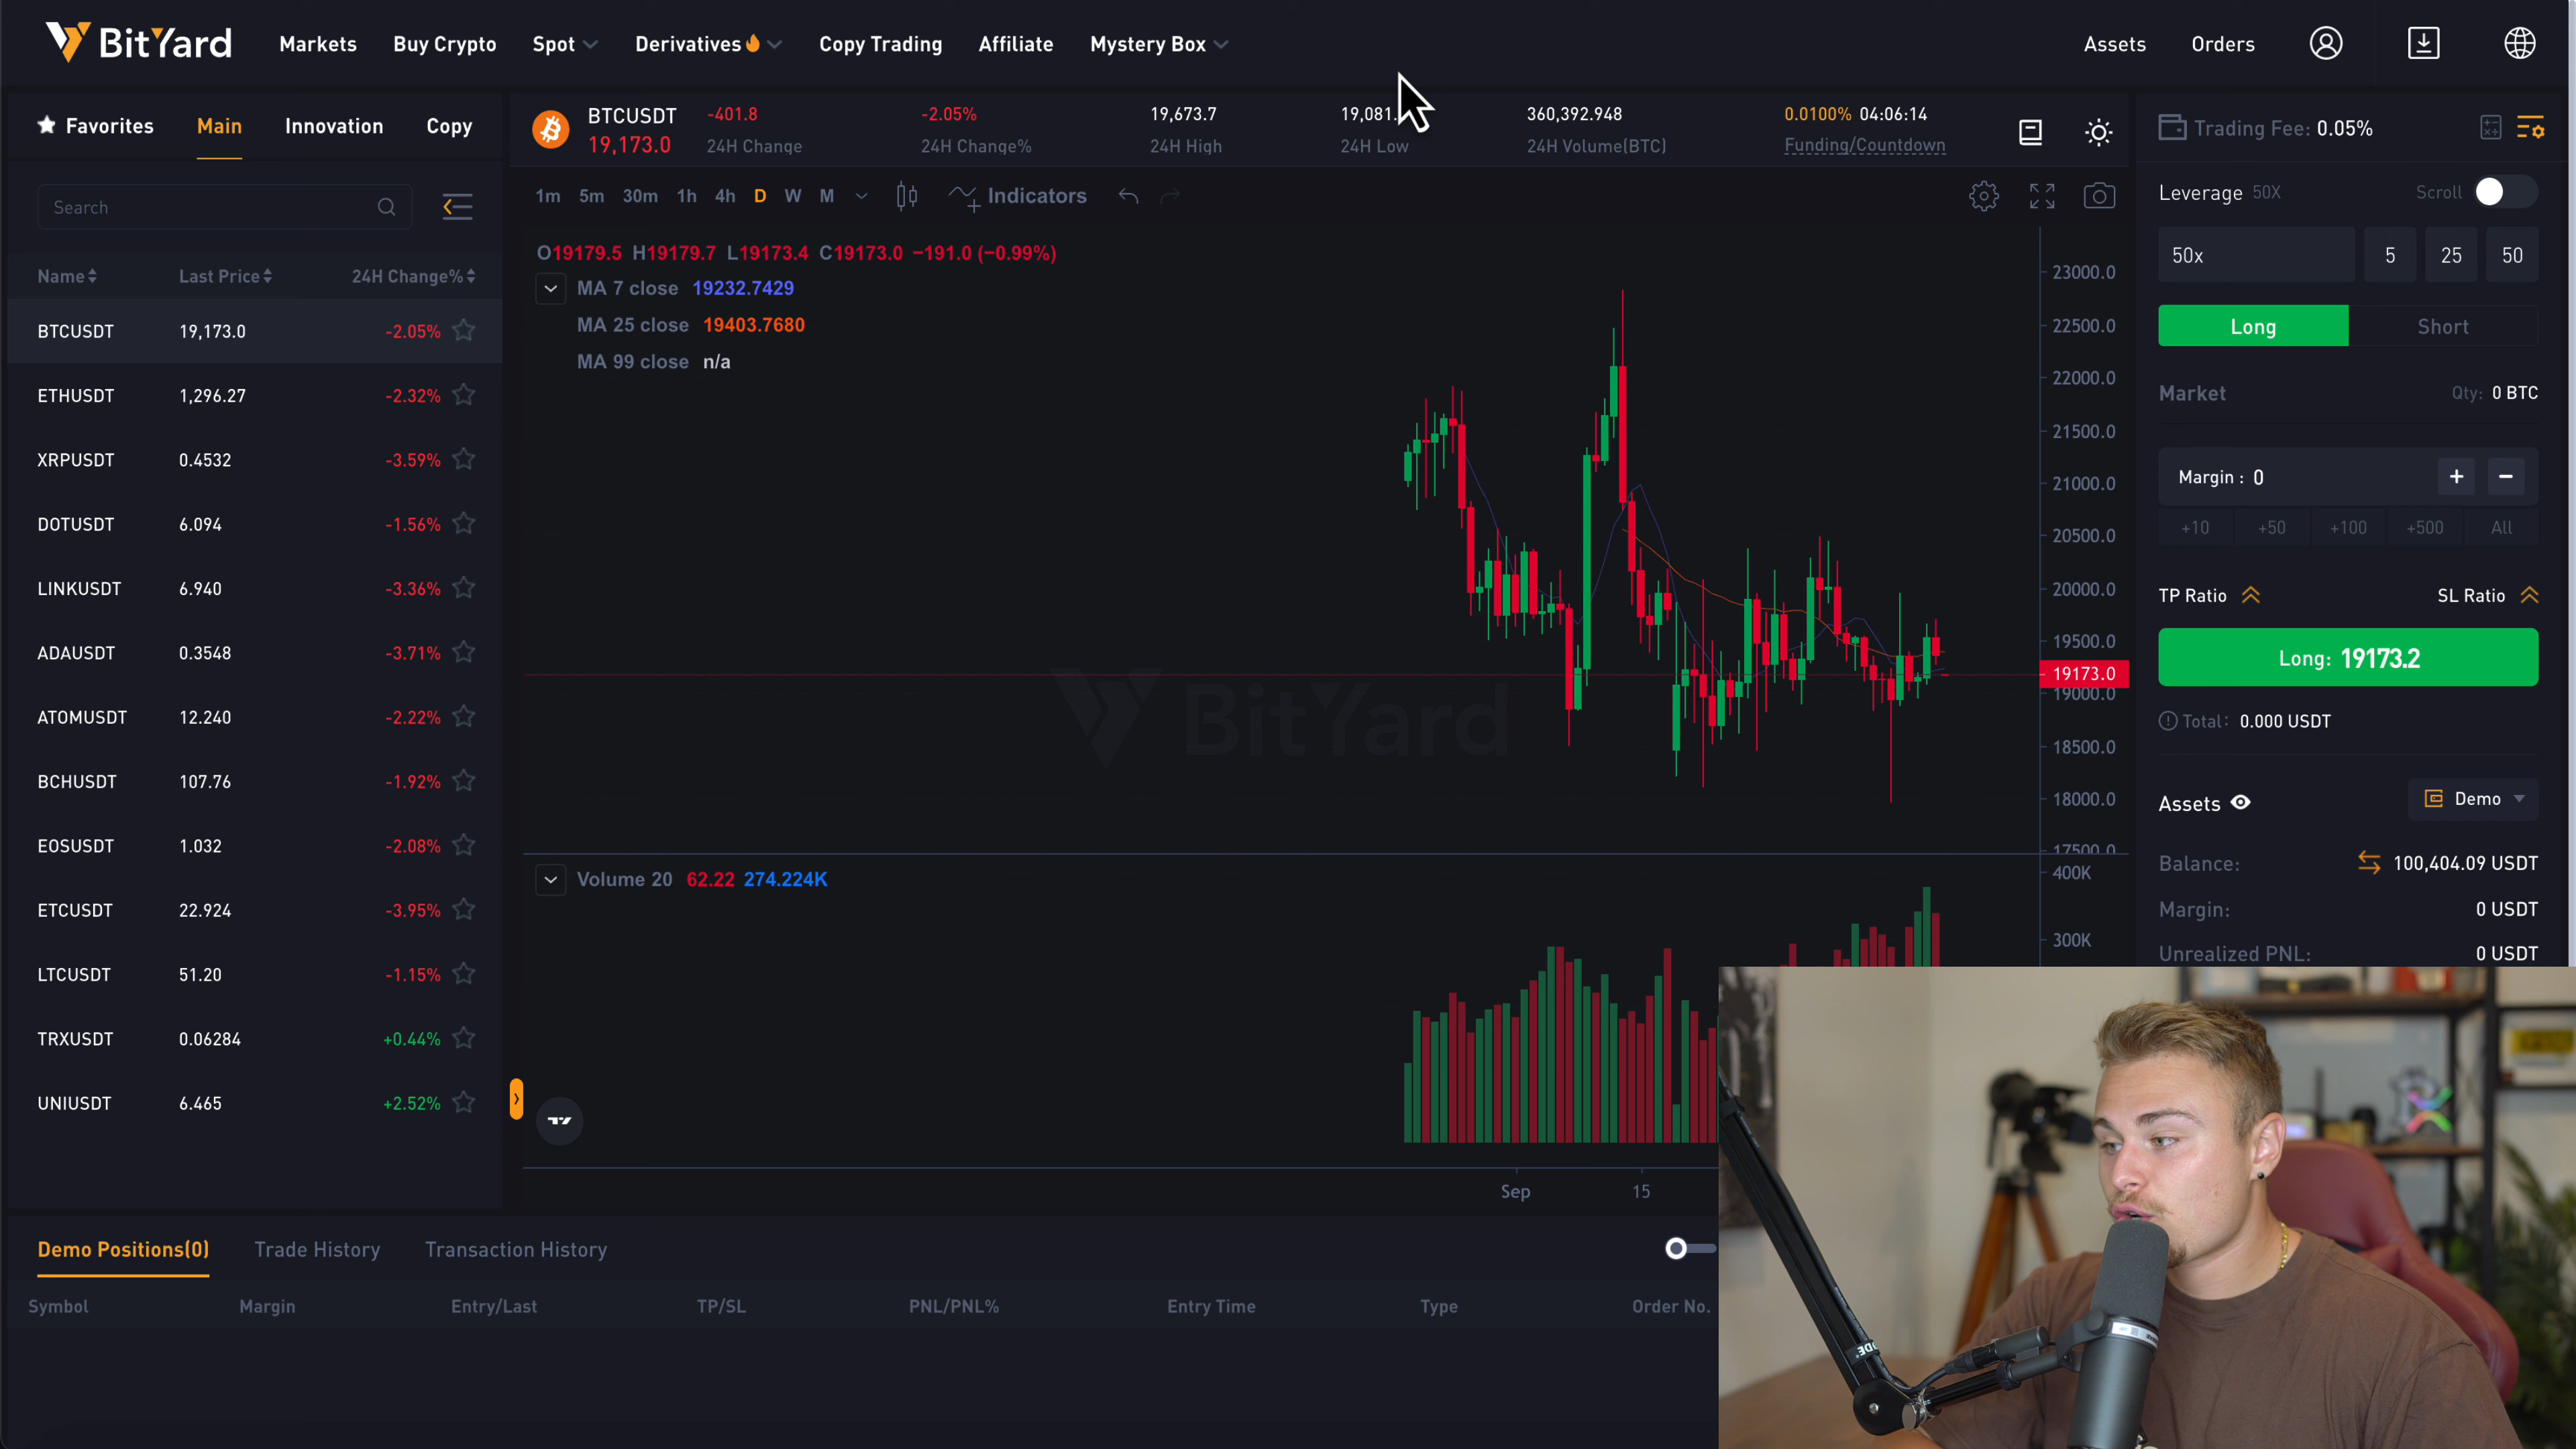 BitYard Markets Buy Crypto Spot Derivatives Copy Trading Affiliate Mystery Box Assets Orders
Favorites Main Innovation Copy
Search
Name Last Price 24H Change%
BTCUSDT 19,173.0 -2.05%
ETHUSDT 1,296.27 -2.32%
XRPUSDT 0.4532 -3.59%
DOTUSDT 6.094 -1.56%
LINKUSDT 6.940 -3.36%
ADAUSDT 0.3548 -3.71%
ATOMUSDT 12.240 -2.22%
BCHUSDT 107.76 -1.92%
EOSUSDT 1.032 -2.08%
ETCUSDT 22.924 -3.95%
LTCUSDT 51.20 -1.15%
TRXUSDT 0.06284 +0.44%
UNIUSDT 6.465 +2.52%
BTCUSDT -401.8 -2.05% 19,673.7 19,081. 360,392.948 0.0100% 04:06:14
19,173.0 24H Change 24H Change% 24H High 24H Low 24H Volume(BTC) Funding/Countdown
1m 5m 30m 1h 4h D W M Indicators
O19179.5 H19179.7 L19173.4 C19173.0 −191.0 (−0.99%)
MA 7 close 19232.7429
MA 25 close 19403.7680
MA 99 close n/a
23000.0
22500.0
22000.0
21500.0
21000.0
20500.0
20000.0
19500.0
19173.0
19000.0
18500.0
18000.0
17500.0
BitYard
Volume 20 62.22 274.224K
400K
300K
Sep 15
Trading Fee: 0.05%
Leverage 50X Scroll
50x 5 25 50
Long Short
Market Qty: 0 BTC
Margin : 0 + −
+10 +50 +100 +500 All
TP Ratio SL Ratio
Long: 19173.2
Total: 0.000 USDT
Assets Demo
Balance: 100,404.09 USDT
Margin: 0 USDT
Unrealized PNL: 0 USDT
Demo Positions(0) Trade History Transaction History
Symbol Margin Entry/Last TP/SL PNL/PNL% Entry Time Type Order No.